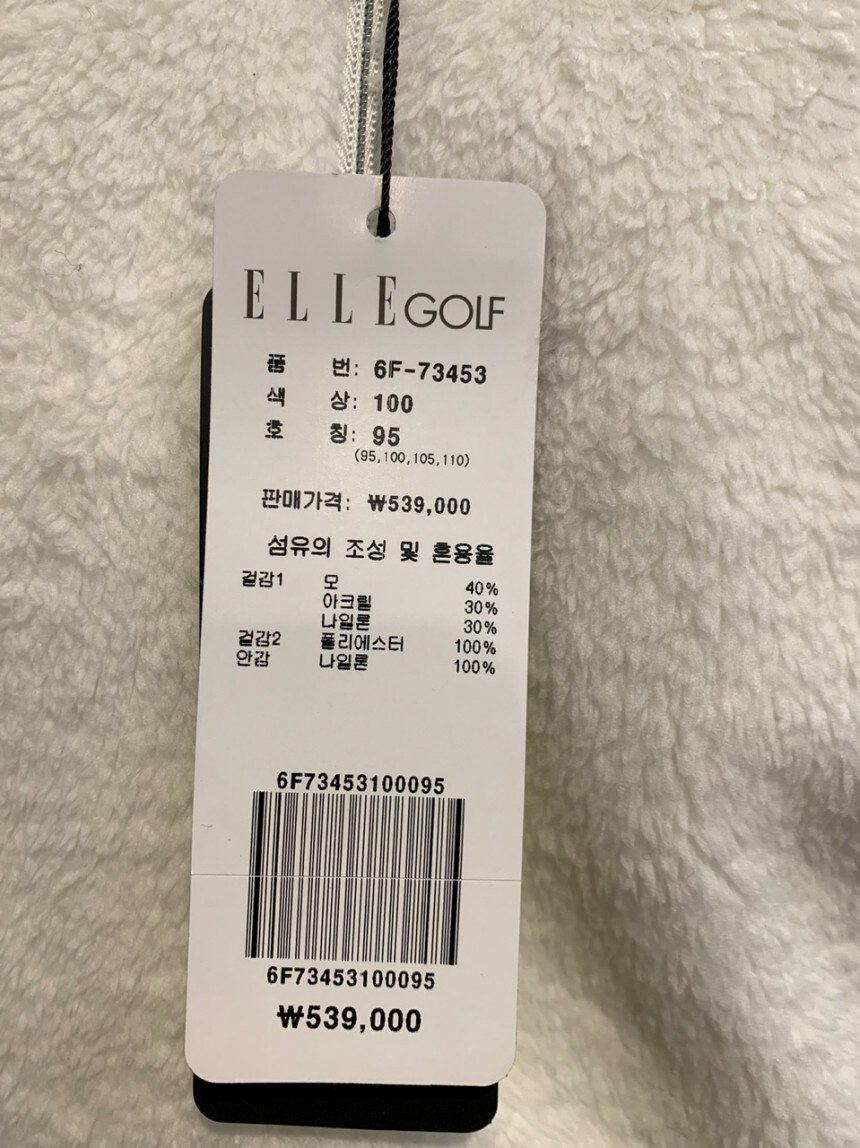 ELLE GOLF
품 번: 6F-73453
색 상: 100
호 칭: 95
(95,100,105,110)
판매가격: ₩539,000
섬유의 조성 및 혼용율
겉감1 모 40%
아크릴 30%
나일론 30%
겉감2 폴리에스터 100%
안감 나일론 100%
6F73453100095
6F73453100095
₩539,000